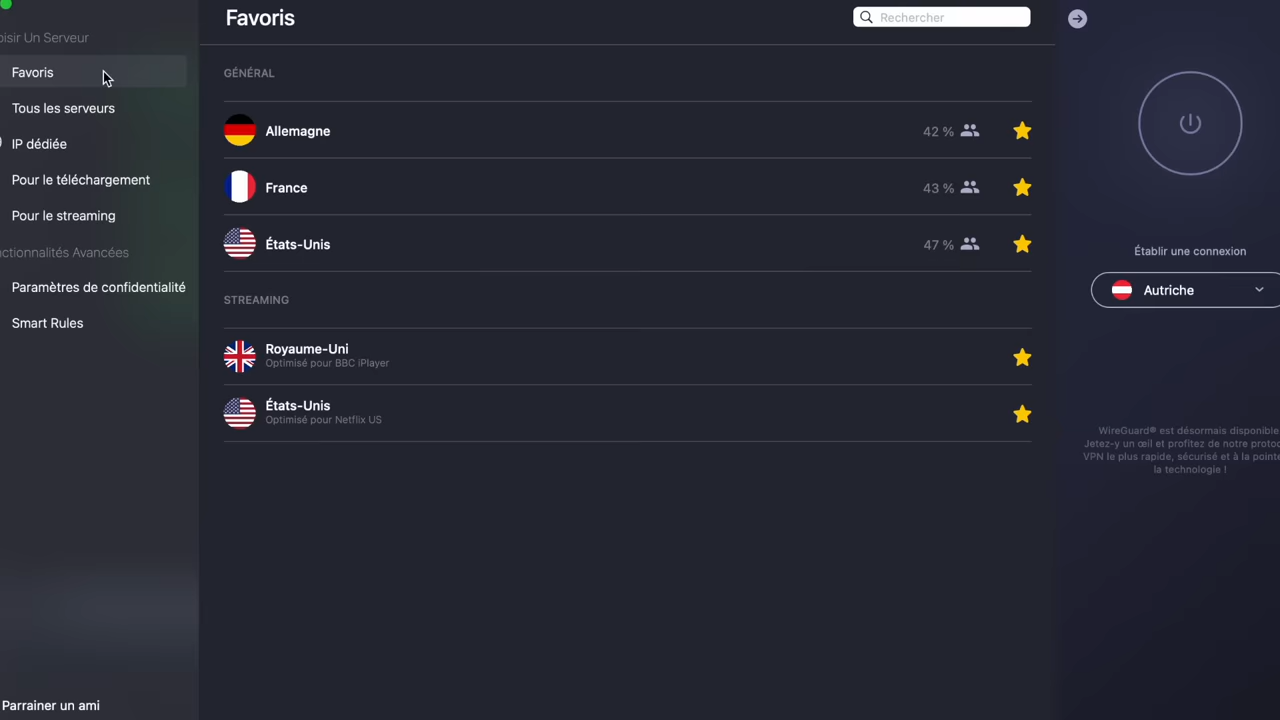 oisir Un Serveur
Favoris
Tous les serveurs
IP dédiée
Pour le téléchargement
Pour le streaming
nctionnalités Avancées
Paramètres de confidentialité
Smart Rules
Parrainer un ami
Favoris
Rechercher
GÉNÉRAL
Allemagne 42 %
France 43 %
États-Unis 47 %
STREAMING
Royaume-Uni
Optimisé pour BBC iPlayer
États-Unis
Optimisé pour Netflix US
Établir une connexion
Autriche
WireGuard® est désormais disponible
Jetez-y un œil et profitez de notre protoc
VPN le plus rapide, sécurisé et à la pointe
la technologie !